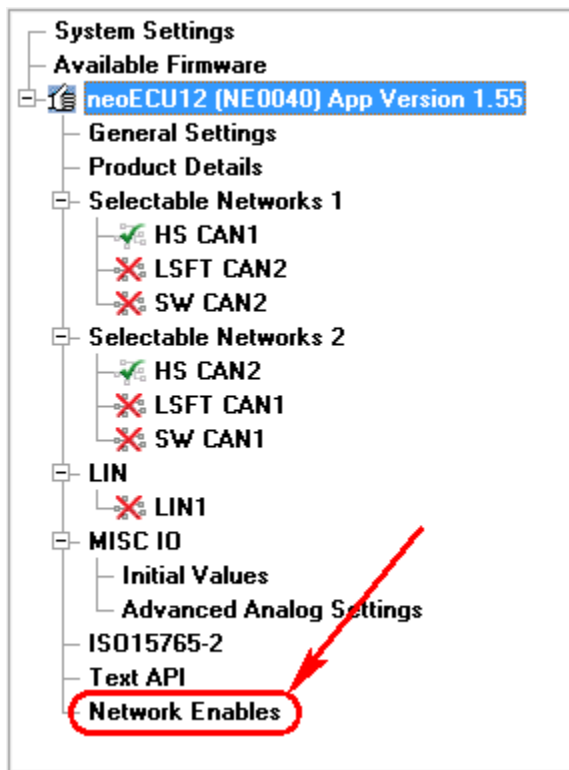 System Settings
Available Firmware
neoECU12 (NE0040) App Version 1.55
General Settings
Product Details
Selectable Networks 1
HS CAN1
LSFT CAN2
SW CAN2
Selectable Networks 2
HS CAN2
LSFT CAN1
SW CAN1
LIN
LIN1
MISC IO
Initial Values
Advanced Analog Settings
ISO15765-2
Text API
Network Enables